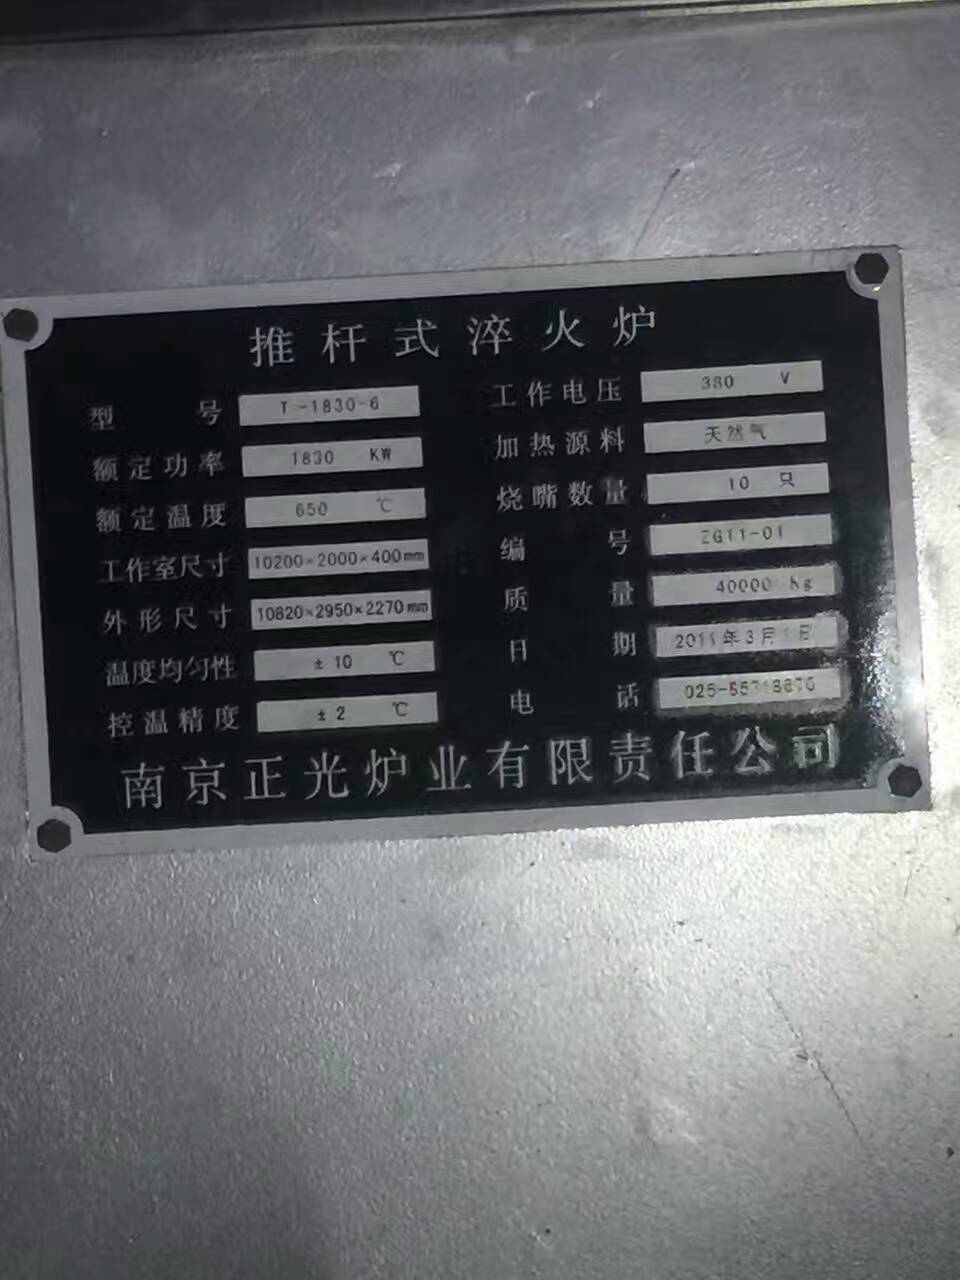 推杆式淬火炉
型号 T-1830-6 工作电压 380 V
额定功率 1830 KW 加热源料 天然气
额定温度 650 ℃ 烧嘴数量 10 只
工作室尺寸 10200×2000×400mm 编号 ZG11-01
外形尺寸 10820×2950×2270mm 质量 40000 Kg
温度均匀性 ±10 ℃ 日期 2011年3月
控温精度 ±2 ℃ 电话
南京正光炉业有限责任公司